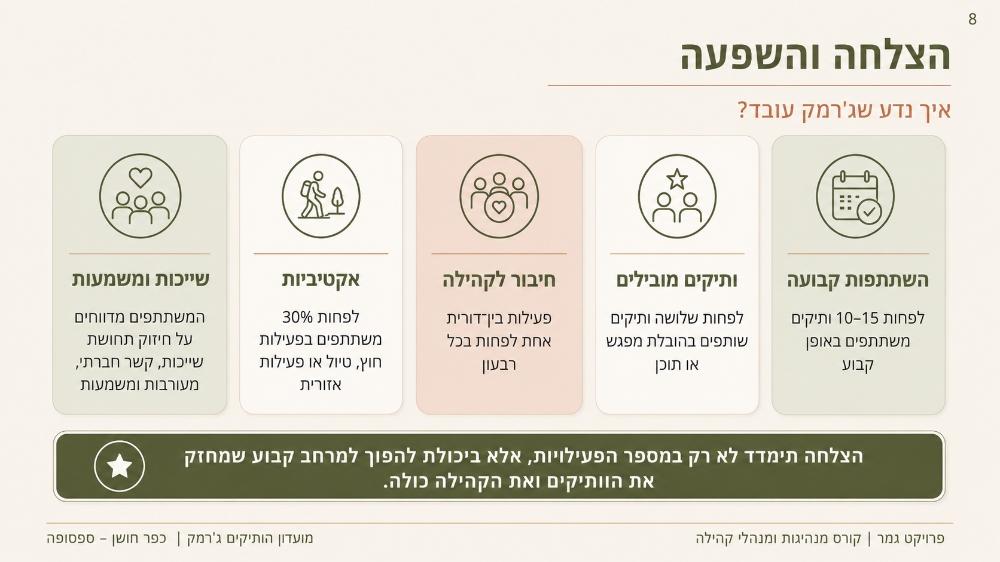 8
הצלחה והשפעה
איך נדע שג'רמק עובד?
השתתפות קבועה
לפחות 10–15 ותיקים
משתתפים באופן
קבוע
ותיקים מובילים
לפחות שלושה ותיקים
שותפים בהובלת מפגש
או תוכן
חיבור לקהילה
פעילות בין־דורית
אחת לפחות בכל
רבעון
אקטיביות
לפחות 30%
משתתפים בפעילות
חוץ, טיול או פעילות
אזורית
שייכות ומשמעות
המשתתפים מדווחים
על חיזוק תחושת
שייכות, קשר חברתי,
מעורבות ומשמעות
הצלחה תימדד לא רק במספר הפעילויות, אלא ביכולת להפוך למרחב קבוע שמחזק
את הוותיקים ואת הקהילה כולה.
פרויקט גמר | קורס מנהיגות ומנהלי קהילה
מועדון הותיקים ג'רמק | כפר חושן – ספסופה